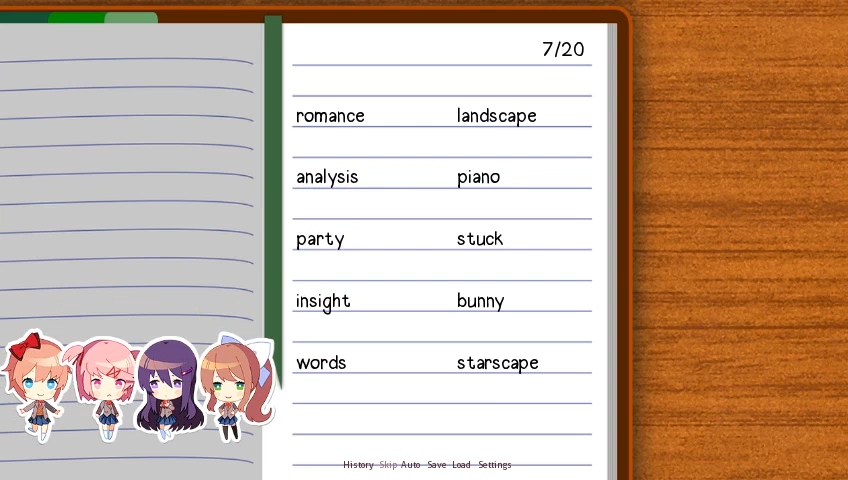 7/20
romance landscape
analysis piano
party stuck
insight bunny
words starscape
History Skip Auto Save Load Settings